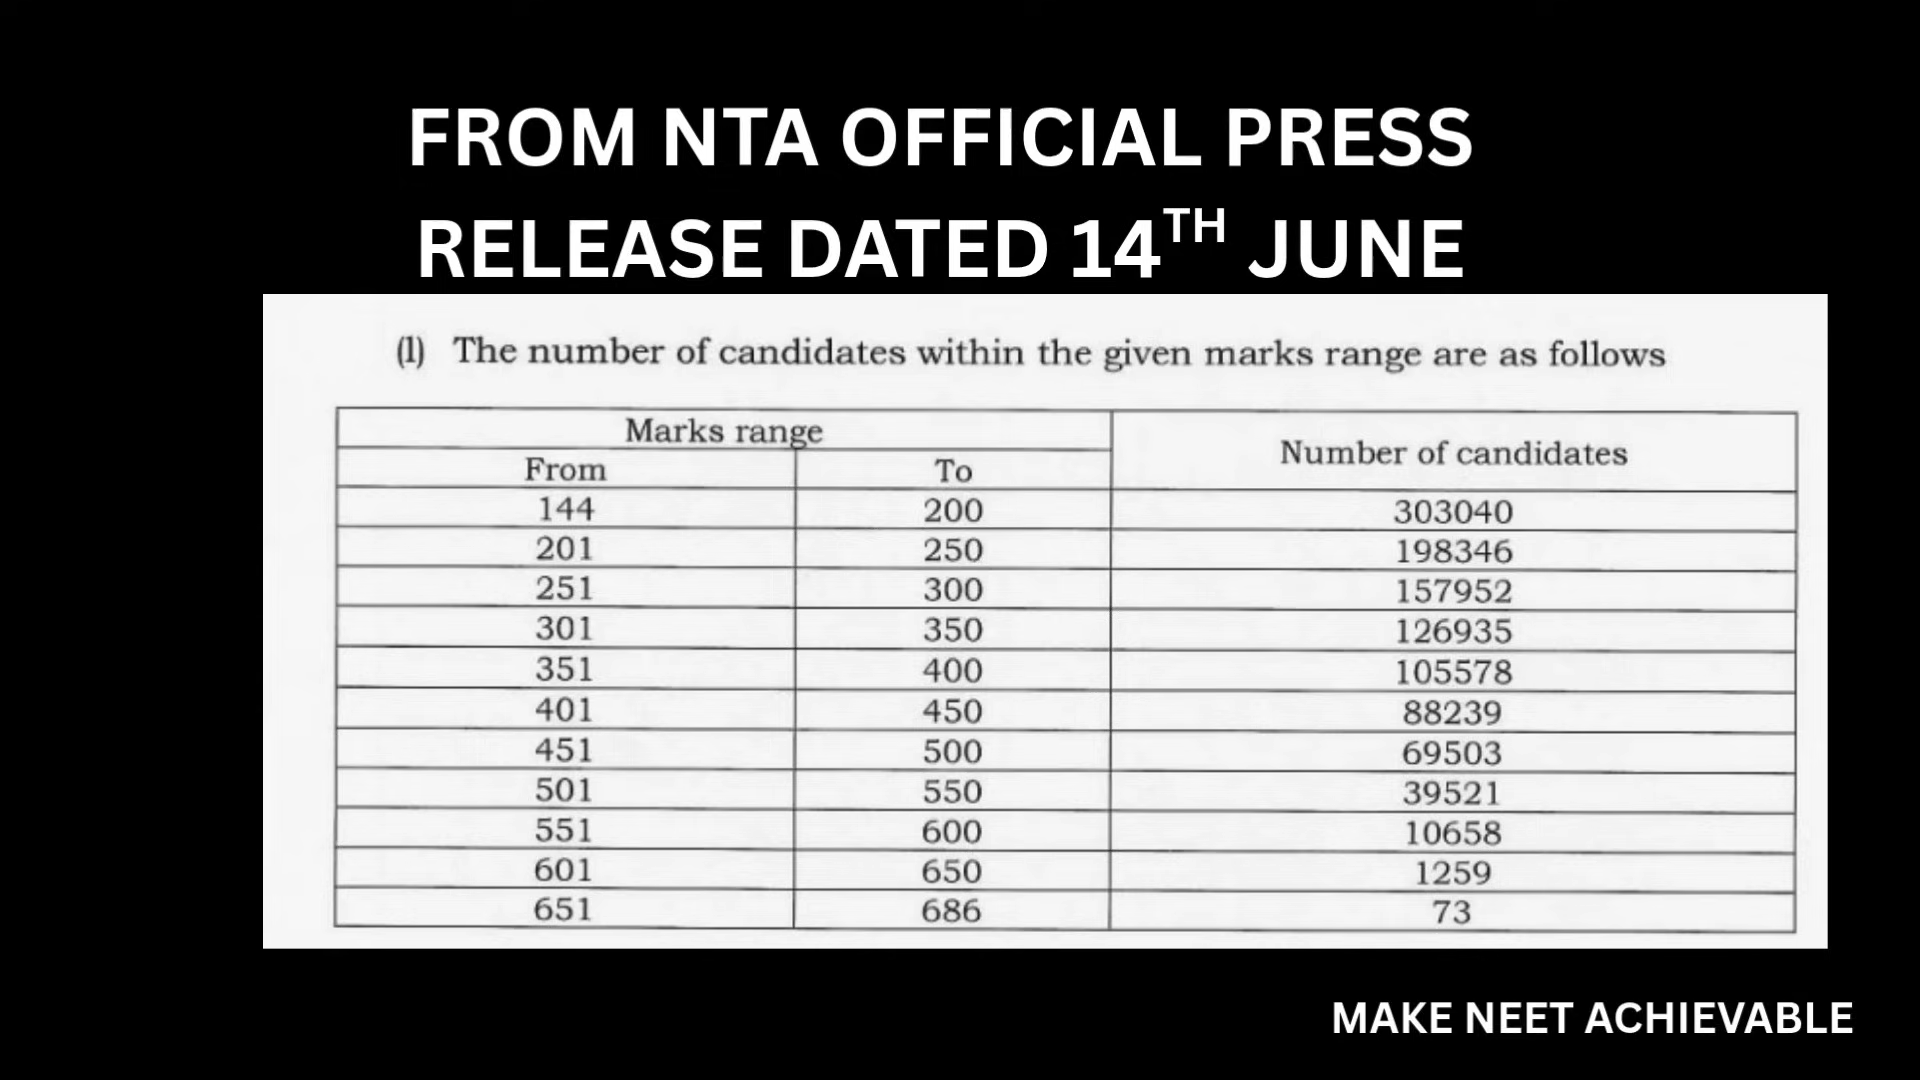 FROM NTA OFFICIAL PRESS
RELEASE DATED 14TH JUNE
(l) The number of candidates within the given marks range are as follows
Marks range
Number of candidates
From To
144 200 303040
201 250 198346
251 300 157952
301 350 126935
351 400 105578
401 450 88239
451 500 69503
501 550 39521
551 600 10658
601 650 1259
651 686 73
MAKE NEET ACHIEVABLE